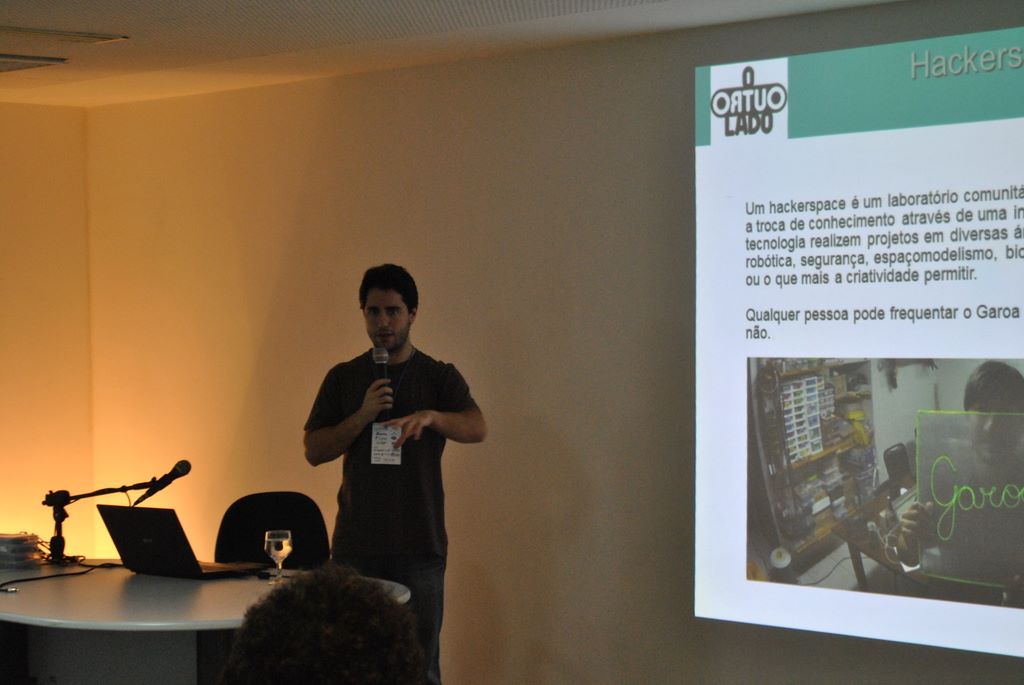 O
OUTRO
LADO
Hackers
Um hackerspace é um laboratório comunitá
a troca de conhecimento através de uma in
tecnologia realizem projetos em diversas á
robótica, segurança, espaçomodelismo, bio
ou o que mais a criatividade permitir.
Qualquer pessoa pode frequentar o Garoa
não.
Garo